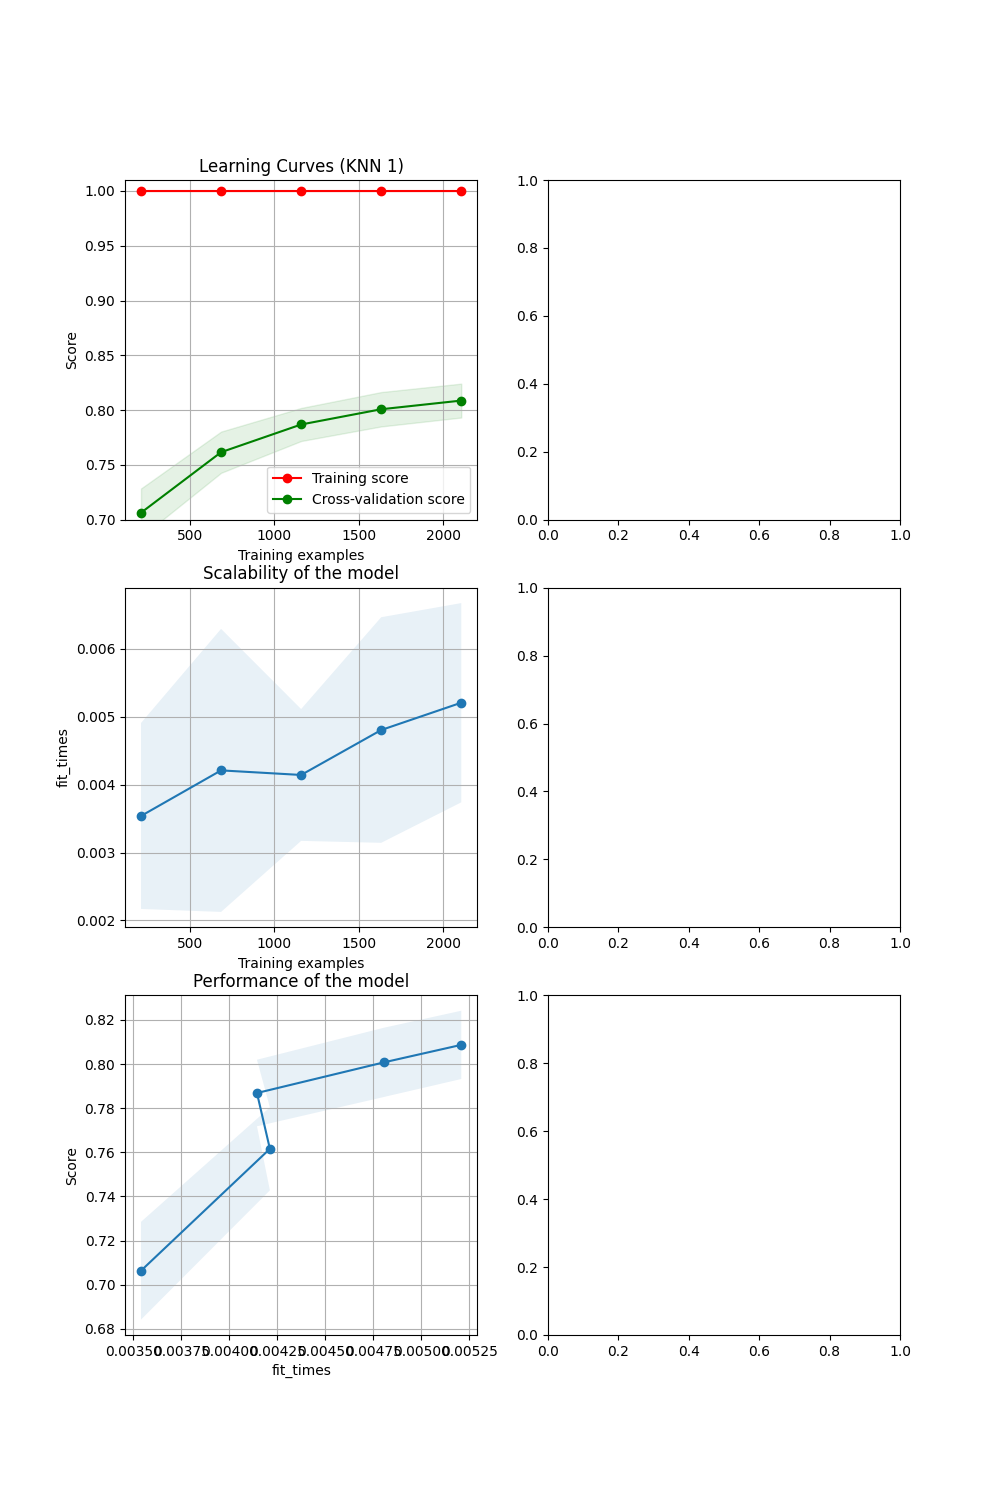 Learning Curves (KNN 1)
1.00
0.95
0.90
0.85
0.80
0.75
0.70
Score
Training score
Cross-validation score
500 1000 1500 2000
Training examples
1.0
0.8
0.6
0.4
0.2
0.0
0.0 0.2 0.4 0.6 0.8 1.0
Scalability of the model
0.006
0.005
0.004
0.003
0.002
fit_times
500 1000 1500 2000
Training examples
1.0
0.8
0.6
0.4
0.2
0.0
0.0 0.2 0.4 0.6 0.8 1.0
Performance of the model
0.82
0.80
0.78
0.76
0.74
0.72
0.70
0.68
Score
0.00350 0.00375 0.00400 0.00425 0.00450 0.00475 0.00500 0.00525
fit_times
1.0
0.8
0.6
0.4
0.2
0.0
0.0 0.2 0.4 0.6 0.8 1.0